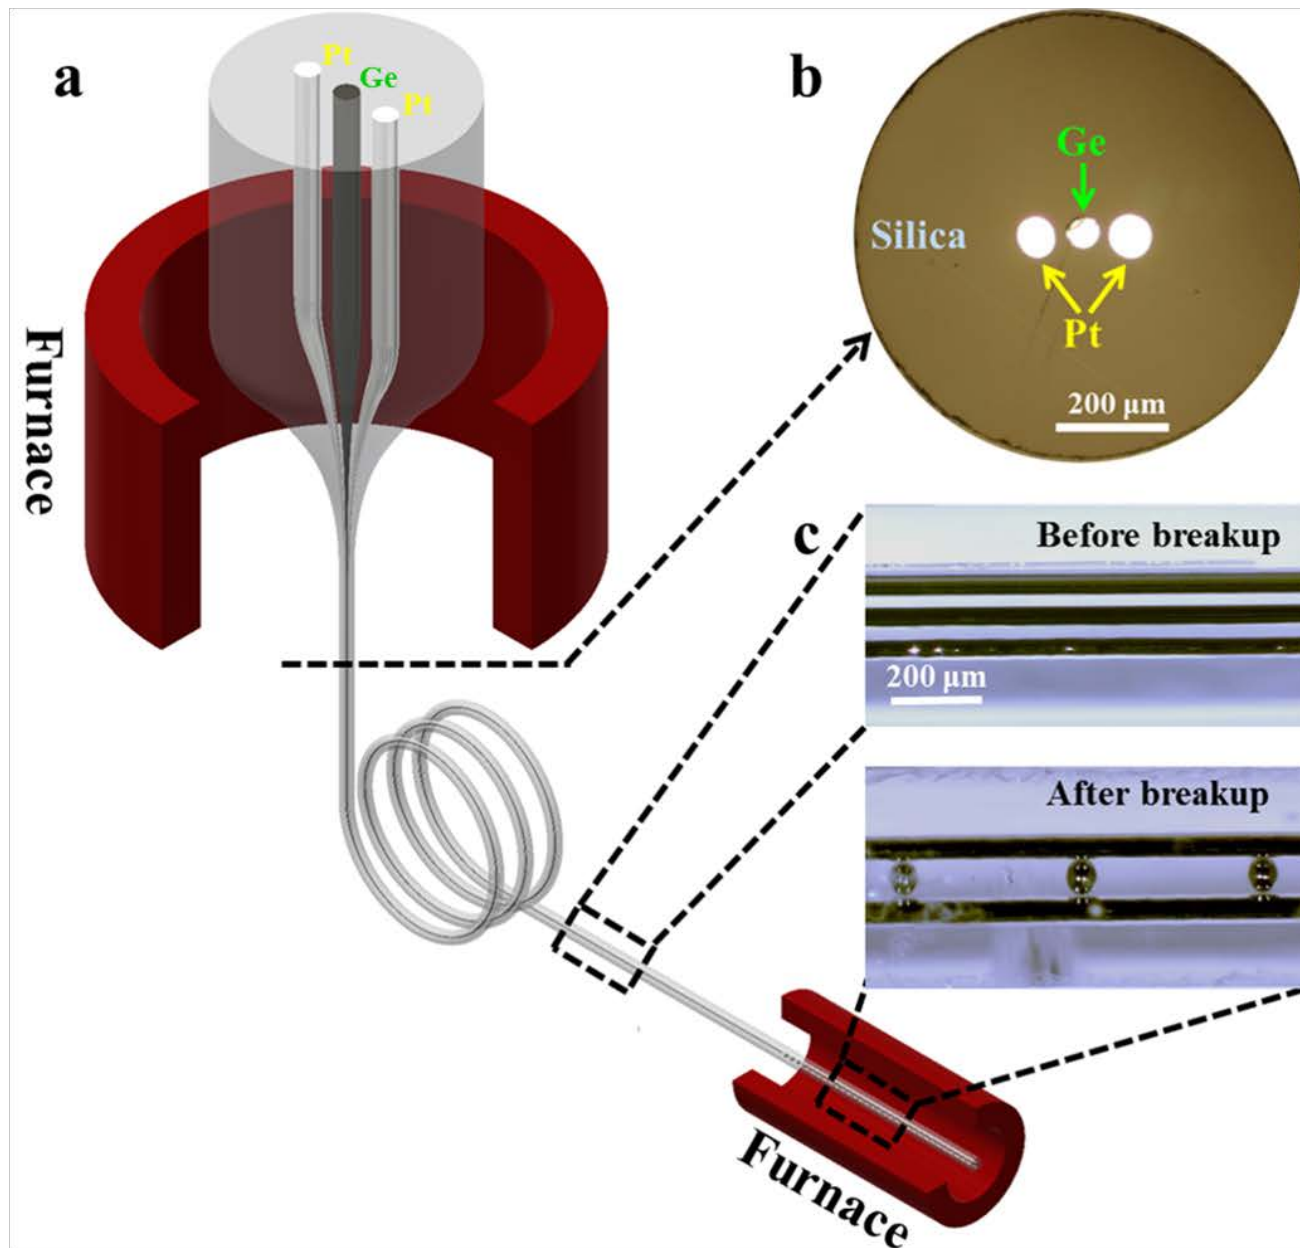 a
Pt
Ge
Pt
Furnace
b
Ge
Silica
Pt
200 μm
c
Before breakup
200 μm
After breakup
Furnace